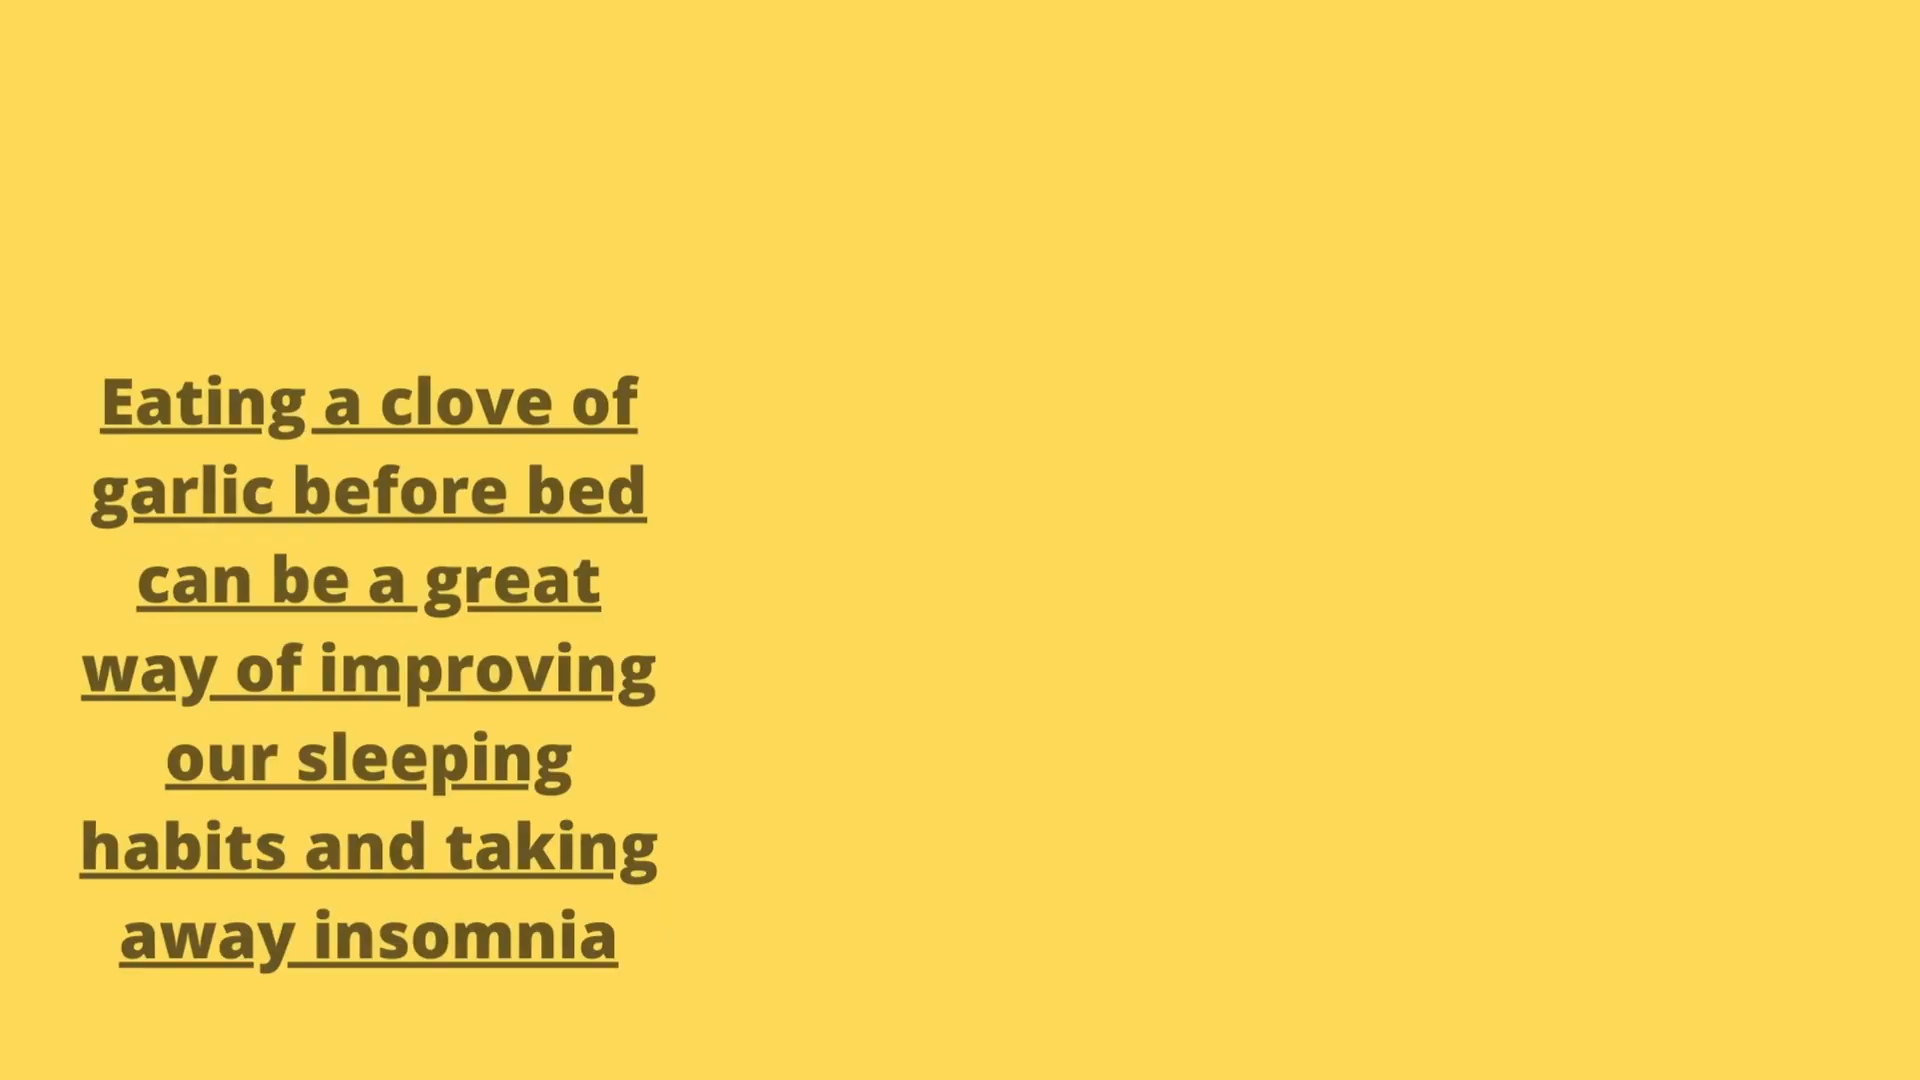 Eating a clove of
garlic before bed
can be a great
way of improving
our sleeping
habits and taking
away insomnia